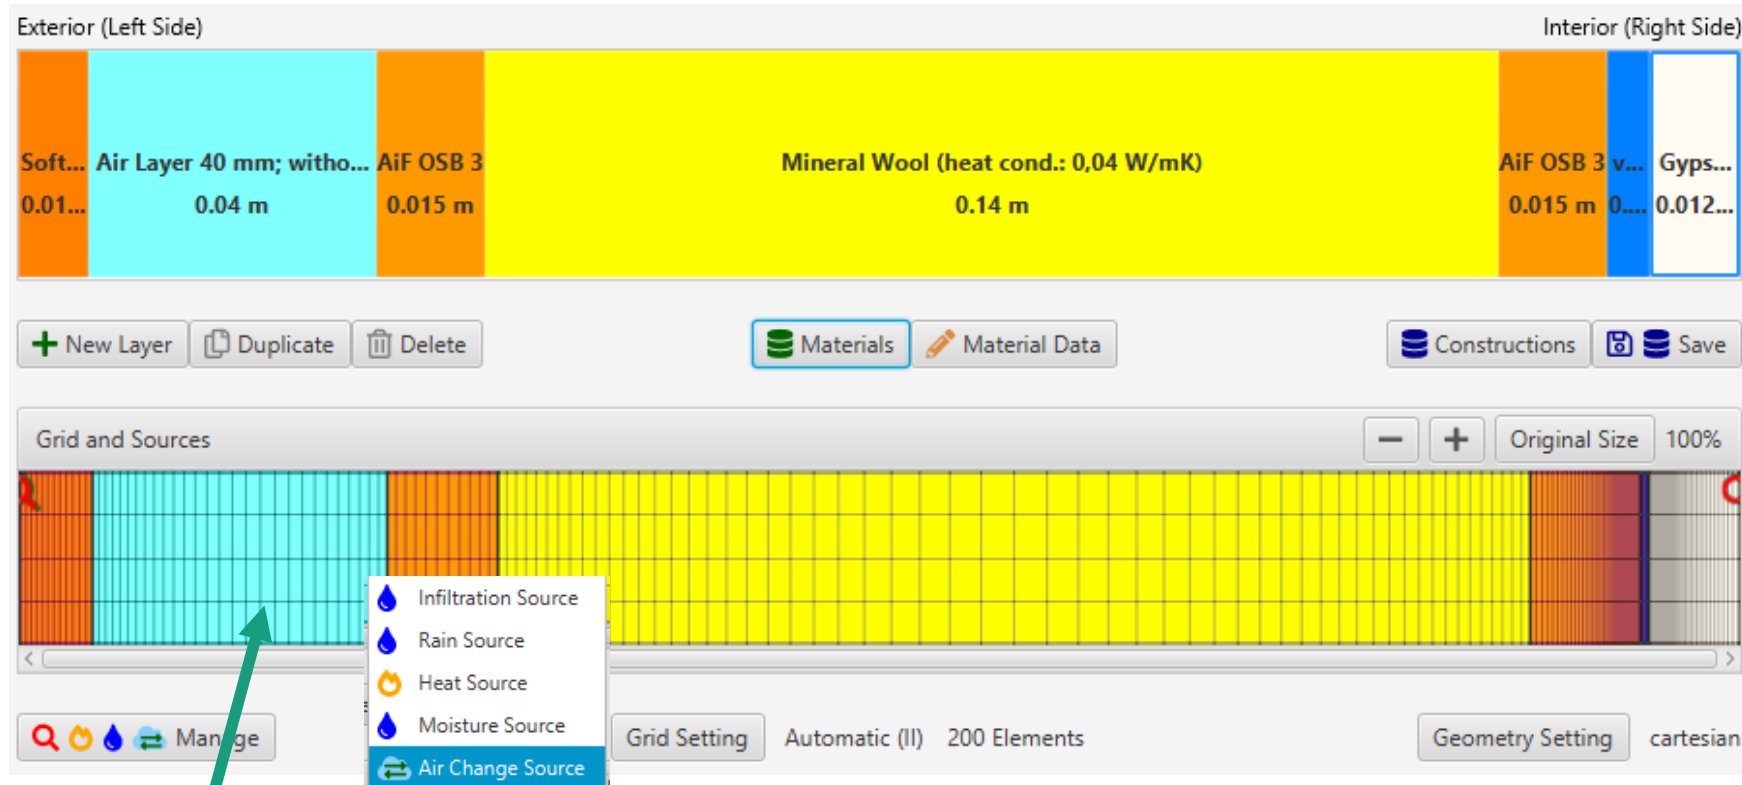 Exterior (Left Side) Interior (Right Side)
Soft... Air Layer 40 mm; witho... AiF OSB 3 Mineral Wool (heat cond.: 0,04 W/mK) AiF OSB 3 v... Gyps...
0.01... 0.04 m 0.015 m 0.14 m 0.015 m 0.... 0.012...
New Layer Duplicate Delete Materials Material Data Constructions Save
Grid and Sources Original Size 100%
Infiltration Source
Rain Source
Heat Source
Moisture Source
Air Change Source
Manage Grid Setting Automatic (II) 200 Elements Geometry Setting cartesian